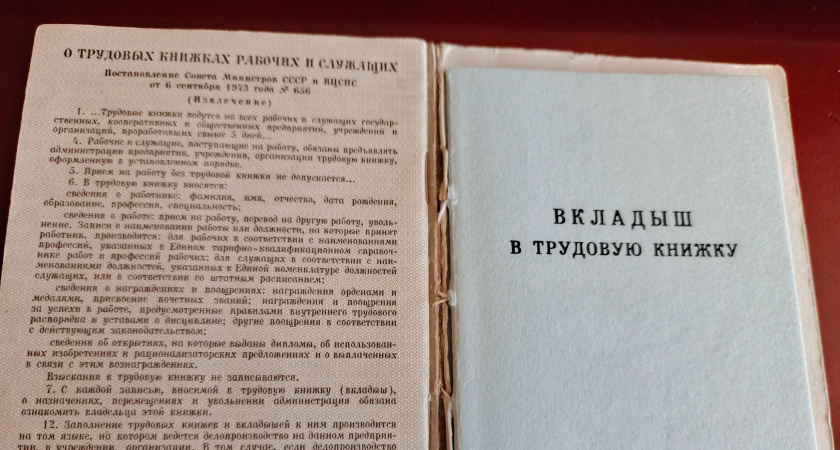 О ТРУДОВЫХ КНИЖКАХ РАБОЧИХ И СЛУЖАЩИХ
Постановление Совета Министров СССР и ВЦСПС
от 6 сентября 1973 года № 656
(Извлечение)
1. ...Трудовые книжки ведутся на всех рабочих и служащих государ-
ственных, кооперативных и общественных предприятий, учреждений и
организаций, проработавших свыше 5 дней...
4. Рабочие и служащие, поступающие на работу, обязаны предъявлять
администрации предприятия, учреждения, организации трудовую книжку,
оформленную в установленном порядке.
5. Прием на работу без трудовой книжки не допускается...
6. В трудовую книжку вносятся:
сведения о работнике: фамилия, имя, отчество, дата рождения,
образование, профессия, специальность;
сведения о работе: прием на работу, перевод на другую работу, уволь-
нение. Записи о наименовании работы или должности, на которые принят
работник, производятся: для рабочих в соответствии с наименованиями
профессий, указанных в Едином тарифно-квалификационном справоч-
нике работ и профессий рабочих; для служащих в соответствии с наи-
менованиями должностей, указанных в Единой номенклатуре должностей
служащих, или в соответствии со штатным расписанием;
сведения о награждениях и поощрениях: награждения орденами и
медалями, присвоение почетных званий; награждения и поощрения
за успехи в работе, предусмотренные правилами внутреннего трудового
распорядка и уставами о дисциплине; другие поощрения в соответствии
с действующим законодательством;
сведения об открытиях, на которые выданы дипломы, об использован-
ных изобретениях и рационализаторских предложениях и о выплаченных
в связи с этим вознаграждениях.
Взыскания в трудовую книжку не записываются.
7. С каждой записью, вносимой в трудовую книжку (вкладыш),
о назначениях, перемещениях и увольнении администрация обязана
ознакомить владельца этой книжки.
12. Заполнение трудовых книжек и вкладышей к ним производится
на том языке, на котором ведется делопроизводство на данном предприя-
тии, в учреждении, организации. В том случае, если делопроизводство
ВКЛАДЫШ
В ТРУДОВУЮ КНИЖКУ